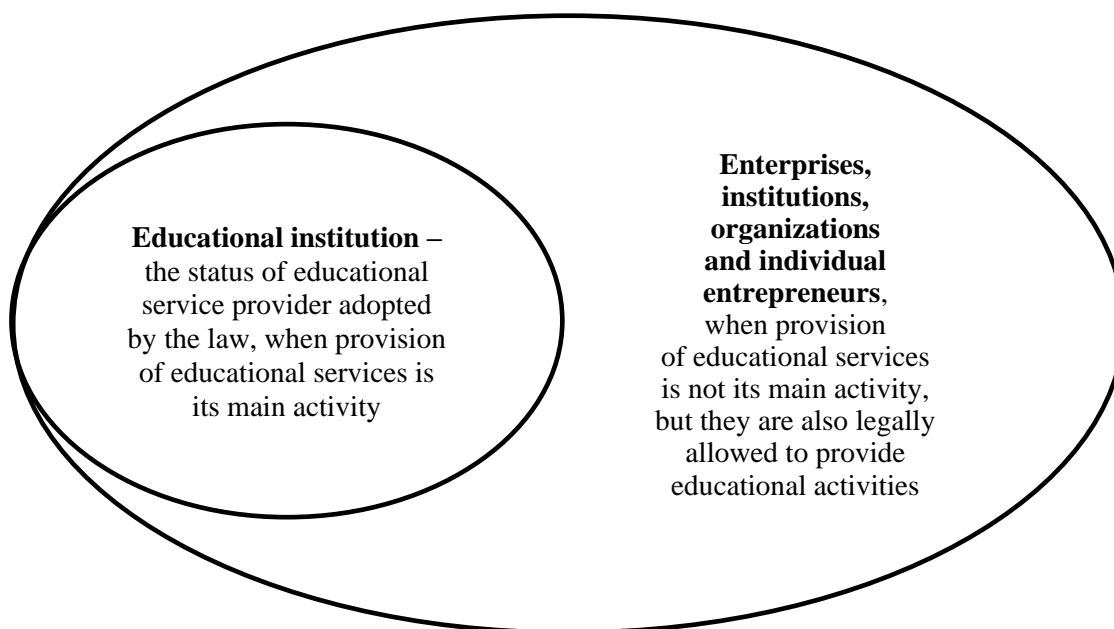 Educational institution –
the status of educational
service provider adopted
by the law, when provision
of educational services is
its main activity
Enterprises,
institutions,
organizations
and individual
entrepreneurs,
when provision
of educational services
is not its main activity,
but they are also legally
allowed to provide
educational activities